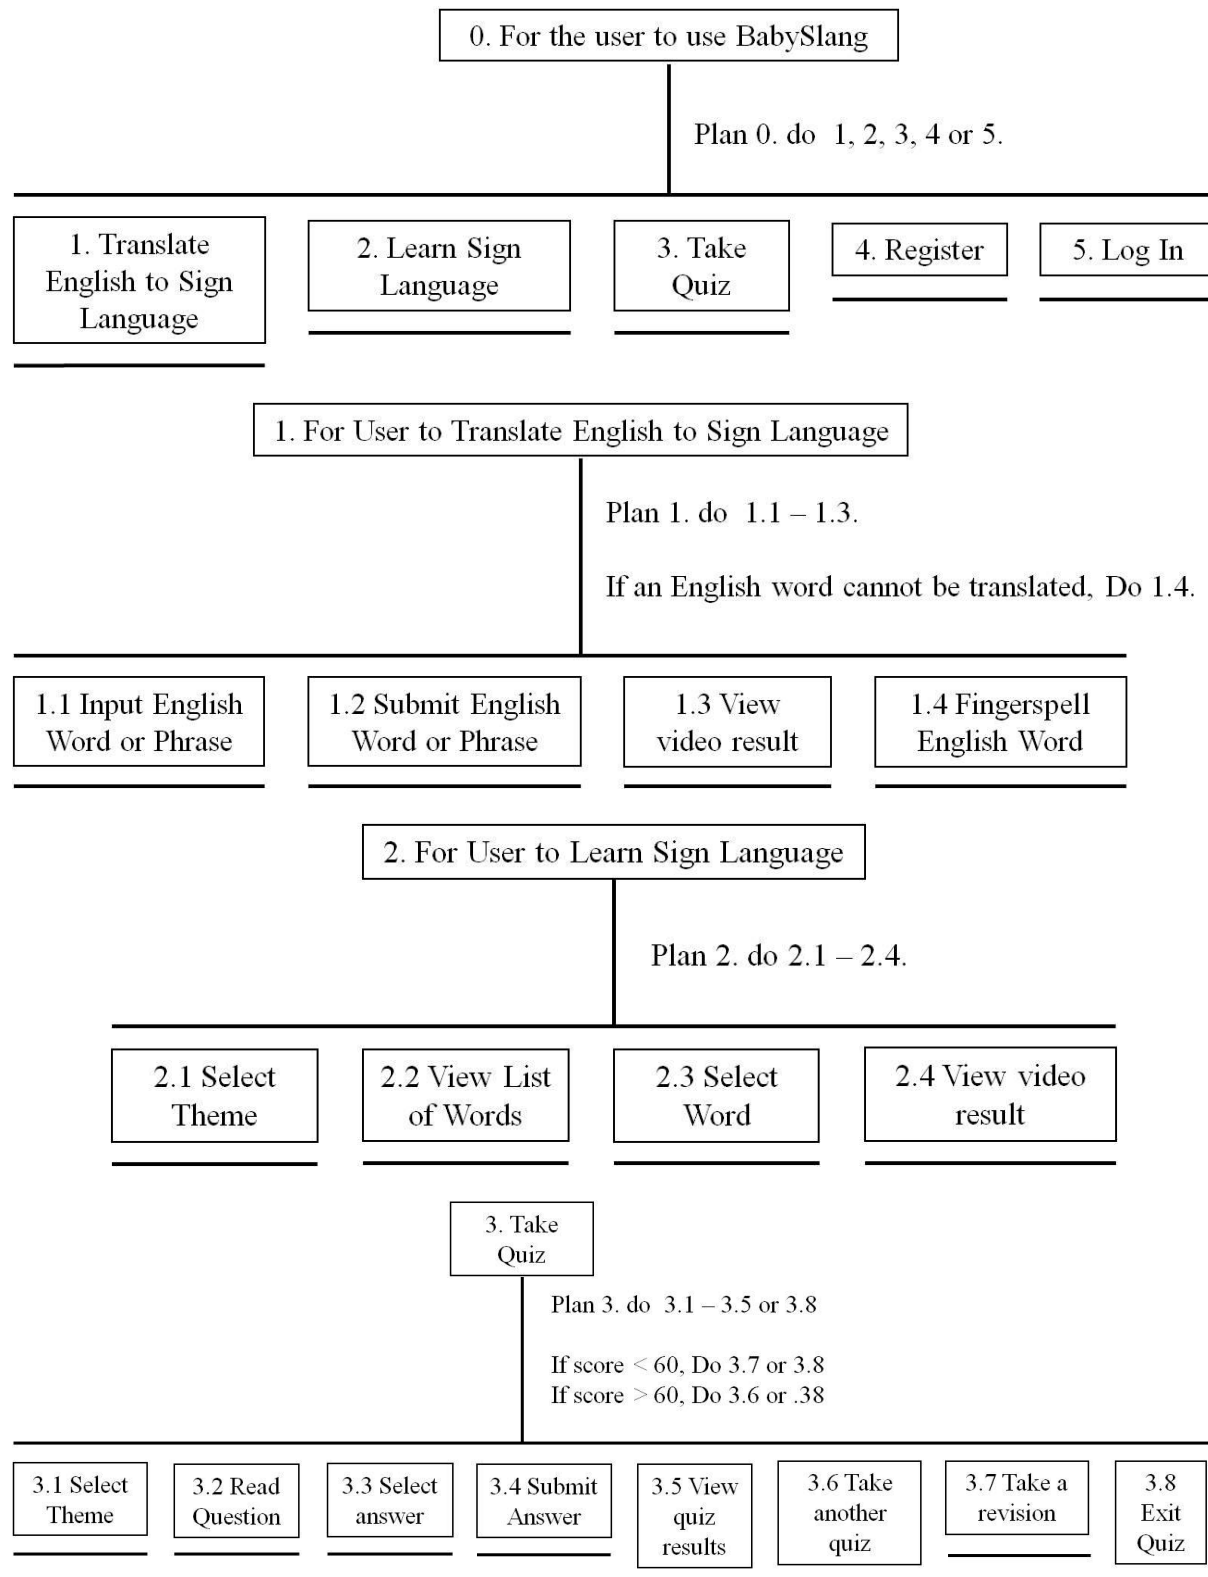 0. For the user to use BabySlang
Plan 0. do 1, 2, 3, 4 or 5.
1. Translate
English to Sign
Language
2. Learn Sign
Language
3. Take
Quiz
4. Register
5. Log In
1. For User to Translate English to Sign Language
Plan 1. do 1.1 – 1.3.
If an English word cannot be translated, Do 1.4.
1.1 Input English
Word or Phrase
1.2 Submit English
Word or Phrase
1.3 View
video result
1.4 Fingerspell
English Word
2. For User to Learn Sign Language
Plan 2. do 2.1 – 2.4.
2.1 Select
Theme
2.2 View List
of Words
2.3 Select
Word
2.4 View video
result
3. Take
Quiz
Plan 3. do 3.1 – 3.5 or 3.8
If score < 60, Do 3.7 or 3.8
If score > 60, Do 3.6 or .38
3.1 Select
Theme
3.2 Read
Question
3.3 Select
answer
3.4 Submit
Answer
3.5 View
quiz
results
3.6 Take
another
quiz
3.7 Take a
revision
3.8
Exit
Quiz